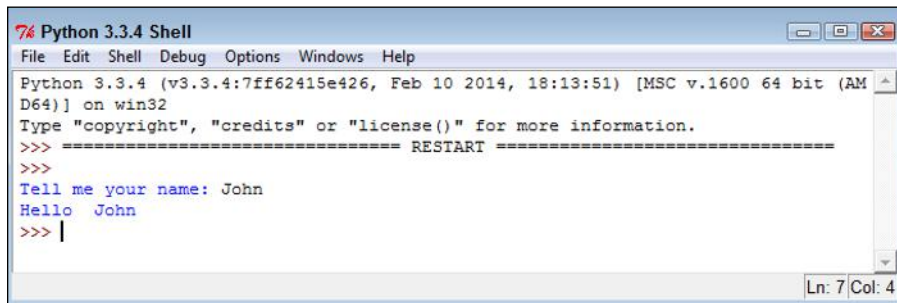 Python 3.3.4 Shell
File Edit Shell Debug Options Windows Help
Python 3.3.4 (v3.3.4:7ff62415e426, Feb 10 2014, 18:13:51) [MSC v.1600 64 bit (AM
D64)] on win32
Type "copyright", "credits" or "license()" for more information.
>>> ================================ RESTART ================================
>>>
Tell me your name: John
Hello  John
>>>
Ln: 7 Col: 4